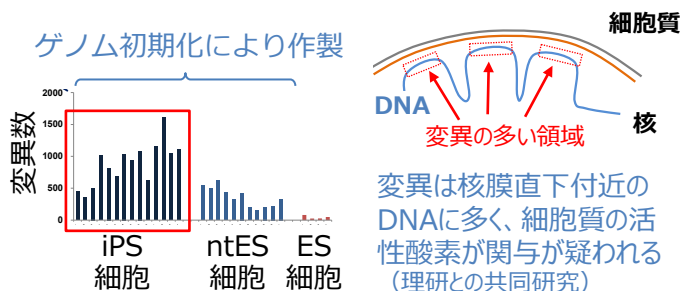 ゲノム初期化により作製
変異数
2000
1500
1000
500
0
iPS
細胞
ntES
細胞
ES
細胞
細胞質
DNA
核
変異の多い領域
変異は核膜直下付近の
DNAに多く、細胞質の活
性酸素が関与が疑われる
（理研との共同研究）